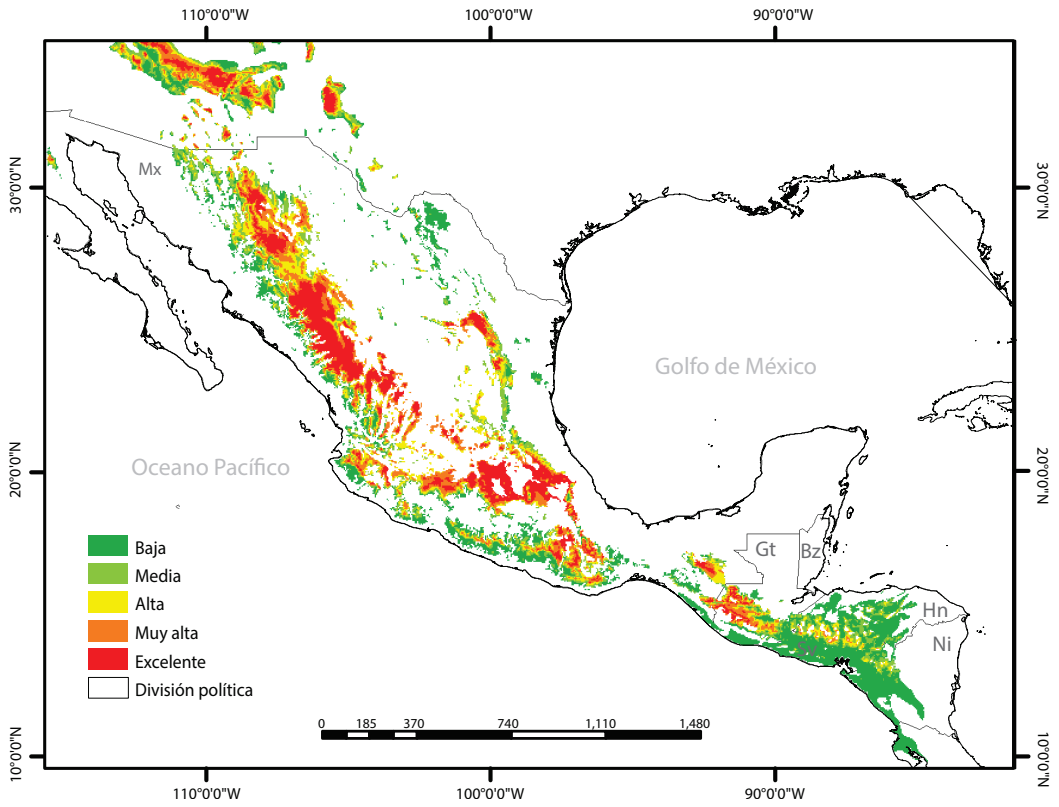 110°0'0"W 100°0'0"W 90°0'0"W
30°0'0"N
30°0'0"N
Mx
Golfo de México
20°0'0"N
Oceano Pacífico
20°0'0"N
Gt
Bz
Baja
Media
Alta
Muy alta
Excelente
División política
Hn
Ni
SV
0 185 370 740 1,110 1,480
10°0'0"N
10°0'0"N
110°0'0"W 100°0'0"W 90°0'0"W